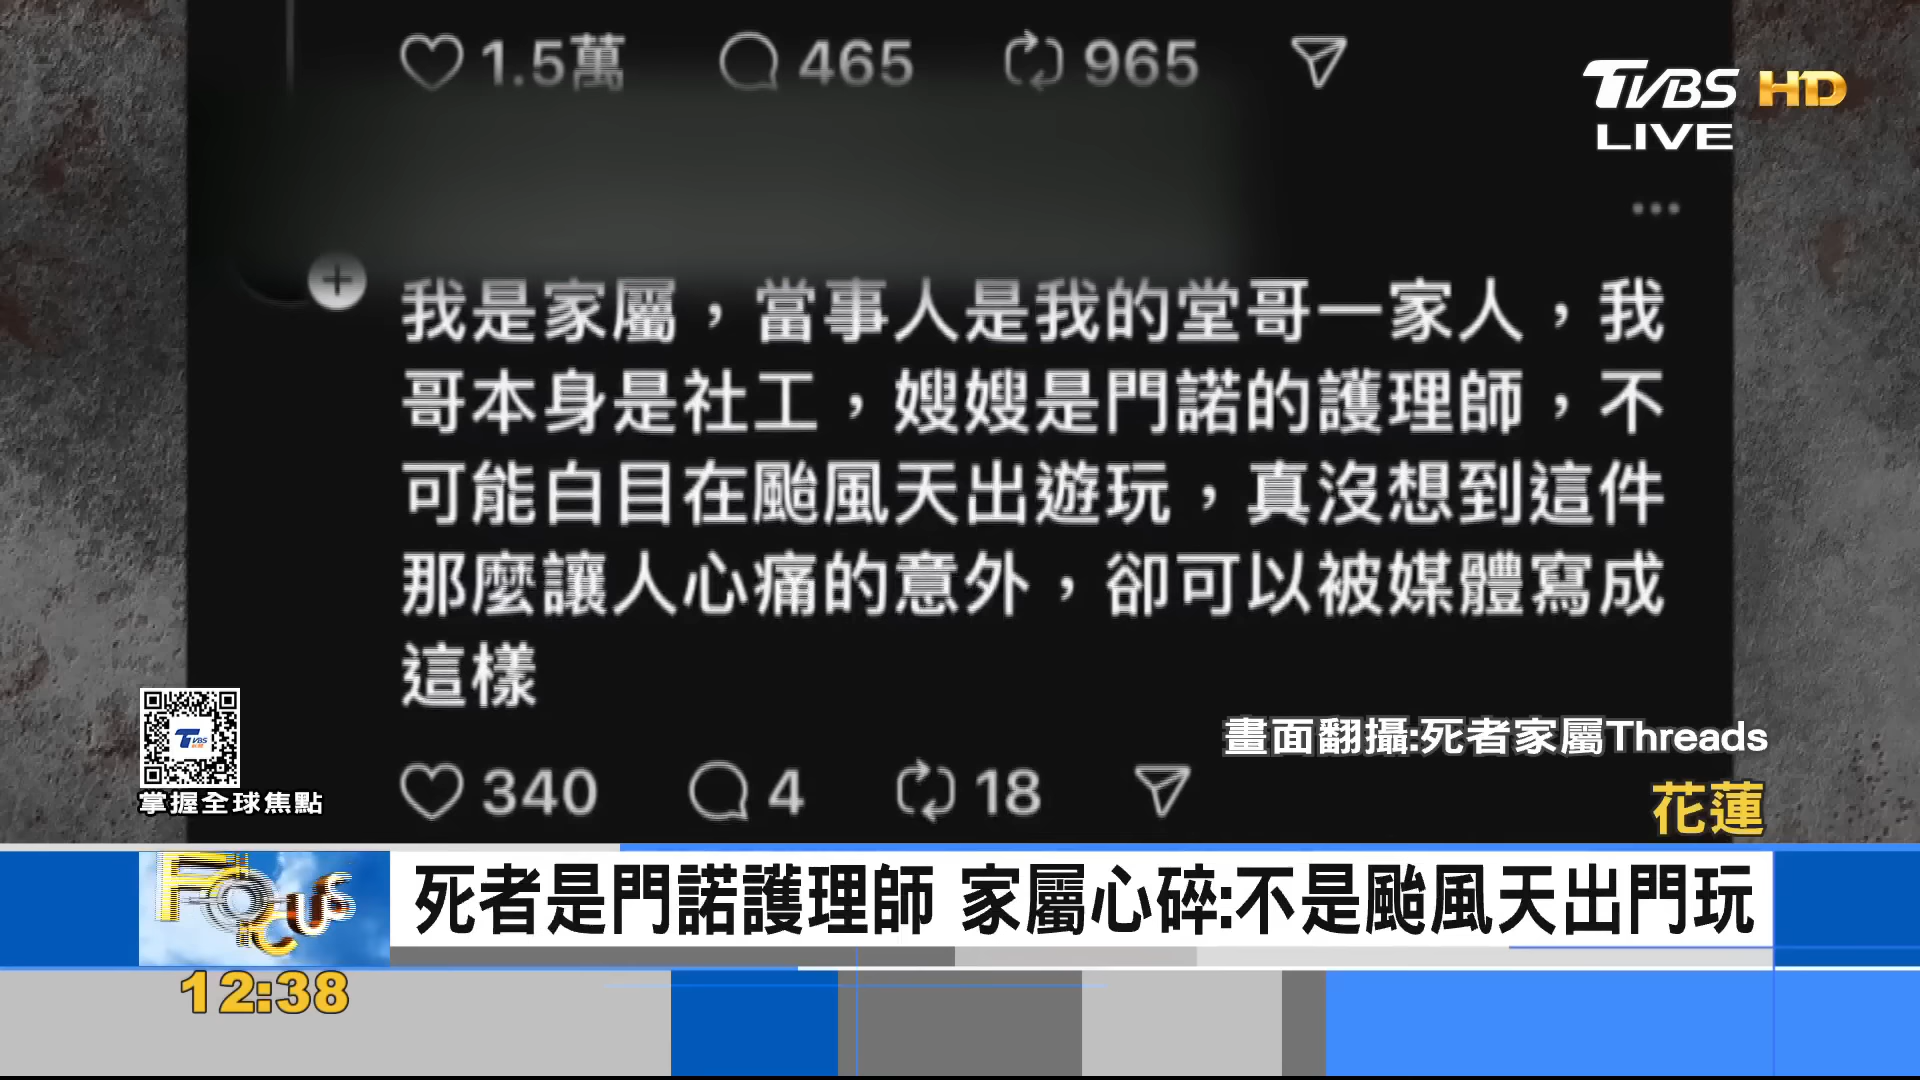 1.5萬 465 965
TVBS HD
LIVE
我是家屬，當事人是我的堂哥一家人，我
哥本身是社工，嫂嫂是門諾的護理師，不
可能白目在颱風天出遊玩，真沒想到這件
那麼讓人心痛的意外，卻可以被媒體寫成
這樣
340 4 18
TVBS
掌握全球焦點
畫面翻攝:死者家屬Threads
花蓮
FOCUS
死者是門諾護理師 家屬心碎:不是颱風天出門玩
12:38